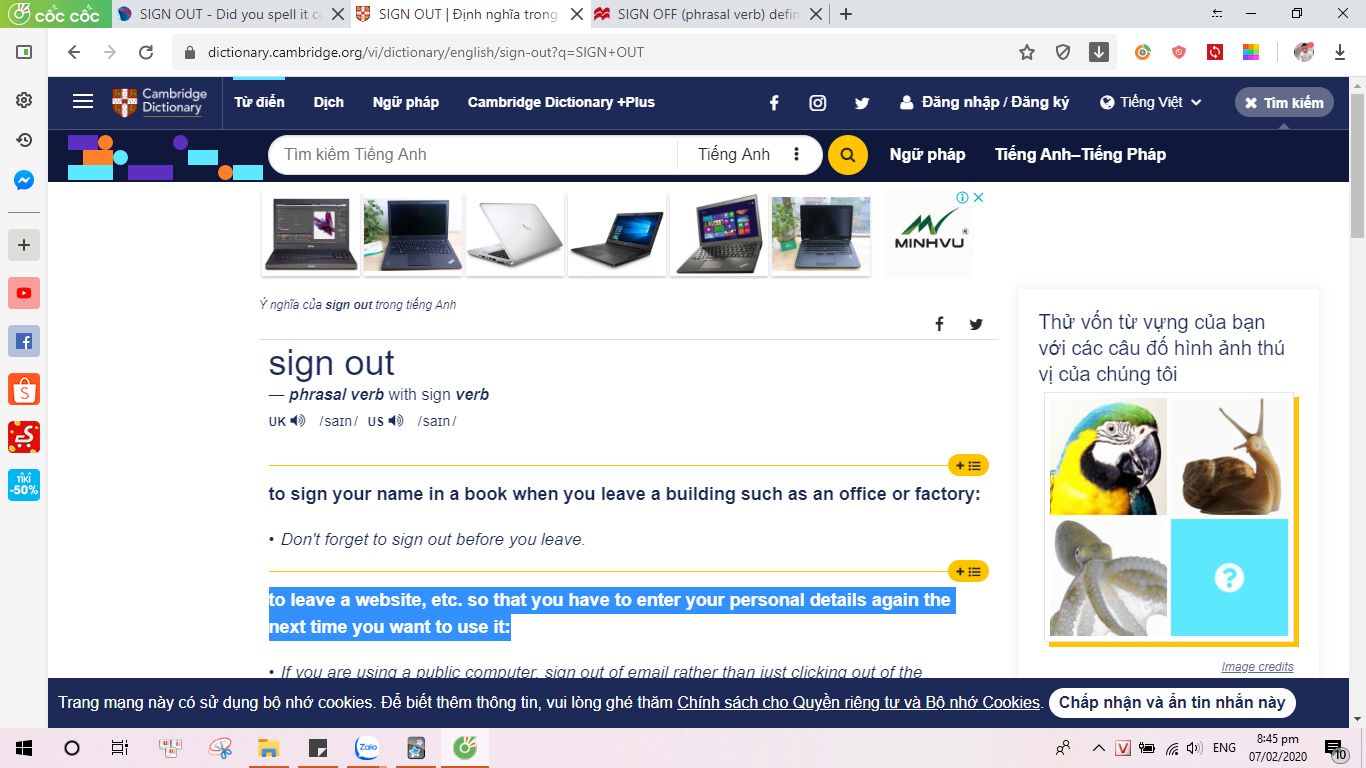 cốc cốc
SIGN OUT - Did you spell it c
SIGN OUT | Định nghĩa trong
SIGN OFF (phrasal verb) defin
dictionary.cambridge.org/vi/dictionary/english/sign-out?q=SIGN+OUT
Cambridge
Dictionary
Từ điển
Dịch
Ngữ pháp
Cambridge Dictionary +Plus
Đăng nhập / Đăng ký
Tiếng Việt
Tìm kiếm
Tìm kiếm Tiếng Anh
Tiếng Anh
Ngữ pháp
Tiếng Anh–Tiếng Pháp
MINHVU
Ý nghĩa của sign out trong tiếng Anh
sign out
— phrasal verb with sign verb
UK /saɪn/ US /saɪn/
to sign your name in a book when you leave a building such as an office or factory:
• Don't forget to sign out before you leave.
to leave a website, etc. so that you have to enter your personal details again the
next time you want to use it:
• If you are using a public computer, sign out of email rather than just clicking out of the
Thử vốn từ vựng của bạn
với các câu đố hình ảnh thú
vị của chúng tôi
?
Image credits
Trang mạng này có sử dụng bộ nhớ cookies. Để biết thêm thông tin, vui lòng ghé thăm Chính sách cho Quyền riêng tư và Bộ nhớ Cookies.
Chấp nhận và ẩn tin nhắn này
TIKI
-50%
Zalo
V
ENG
8:45 pm
07/02/2020
10